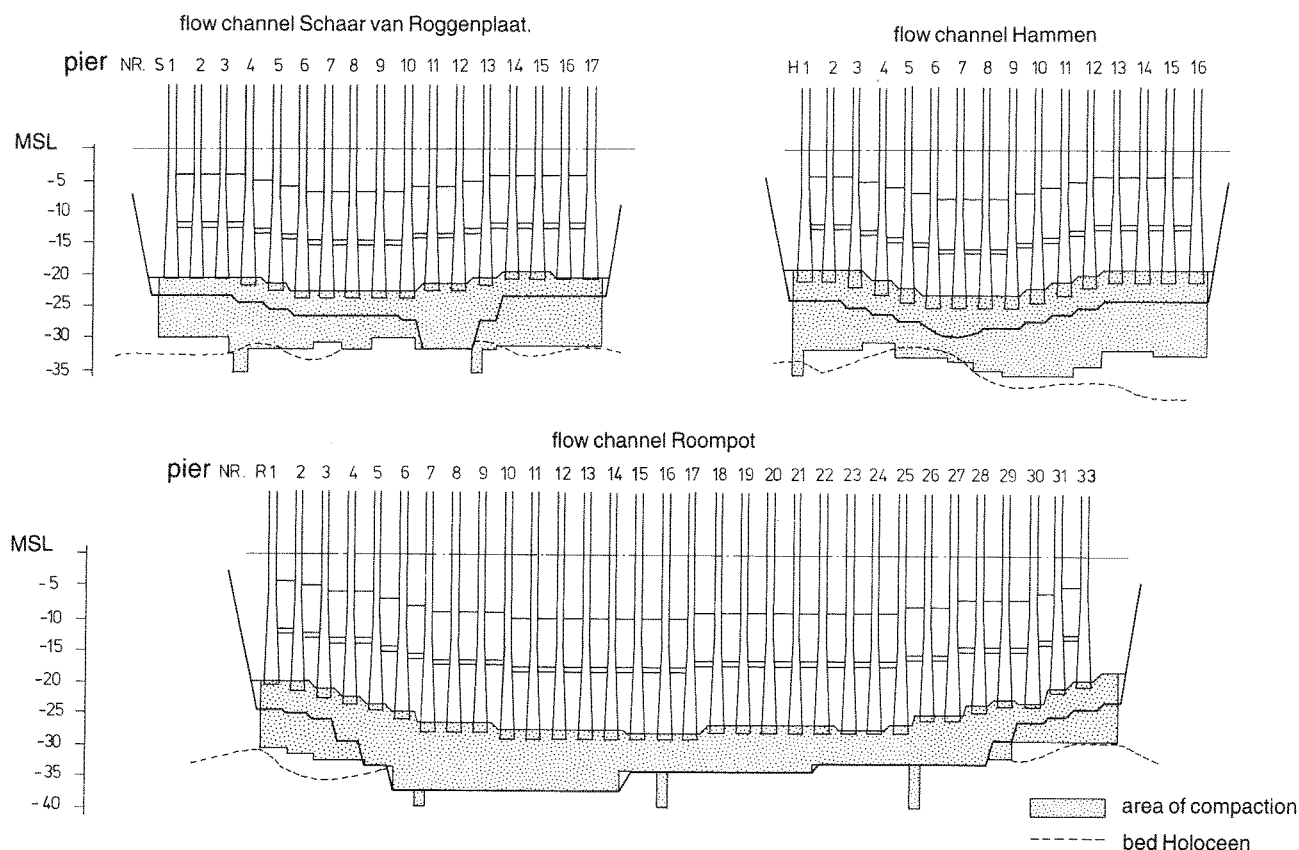 flow channel Schaar van Roggenplaat.
pier NR. S 1 2 3 4 5 6 7 8 9 10 11 12 13 14 15 16 17
MSL
-5
-10
-15
-20
-25
-30
-35
flow channel Hammen
H 1 2 3 4 5 6 7 8 9 10 11 12 13 14 15 16
flow channel Roompot
pier NR. R 1 2 3 4 5 6 7 8 9 10 11 12 13 14 15 16 17 18 19 20 21 22 23 24 25 26 27 28 29 30 31 33
MSL
-5
-10
-15
-20
-25
-30
-35
-40
area of compaction
bed Holoceen